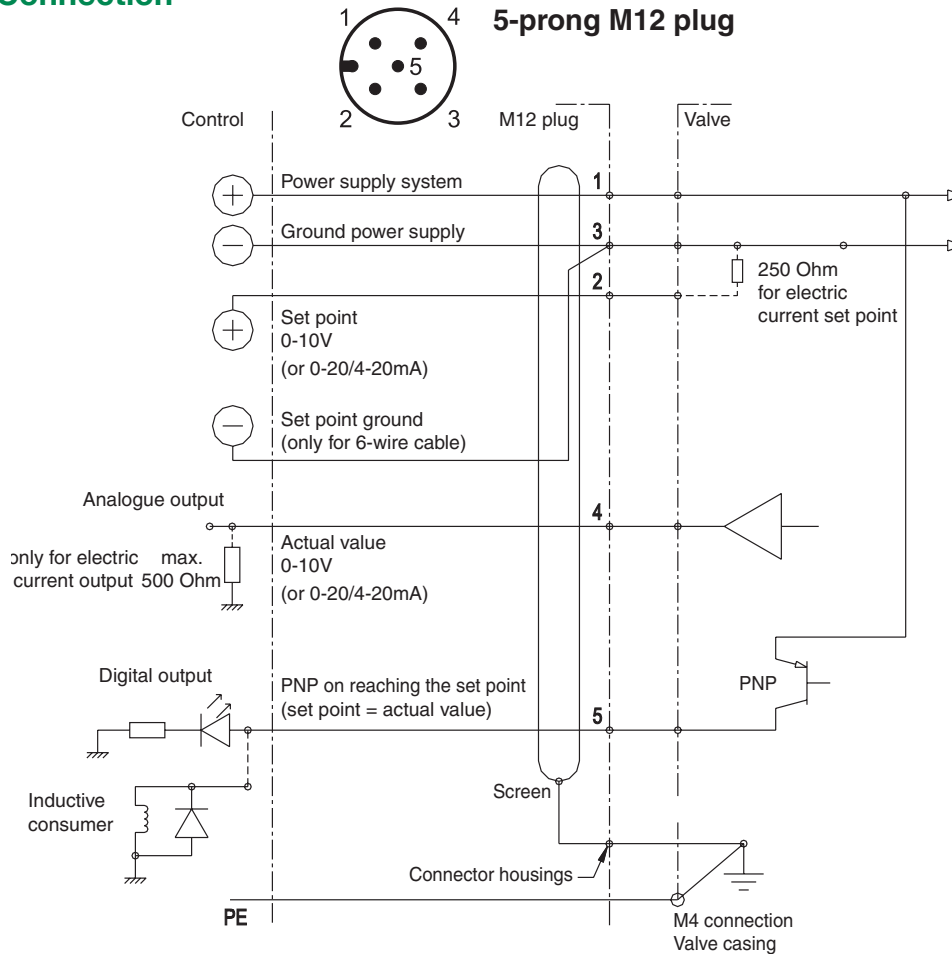 Connection
5-prong M12 plug
1
4
5
2
3
Control
M12 plug
Valve
Power supply system
1
Ground power supply
3
2
250 Ohm
for electric
current set point
Set point
0-10V
(or 0-20/4-20mA)
Set point ground
(only for 6-wire cable)
Analogue output
4
only for electric max.
current output 500 Ohm
Actual value
0-10V
(or 0-20/4-20mA)
Digital output
PNP on reaching the set point
(set point = actual value)
PNP
5
Screen
Inductive
consumer
Connector housings
PE
M4 connection
Valve casing